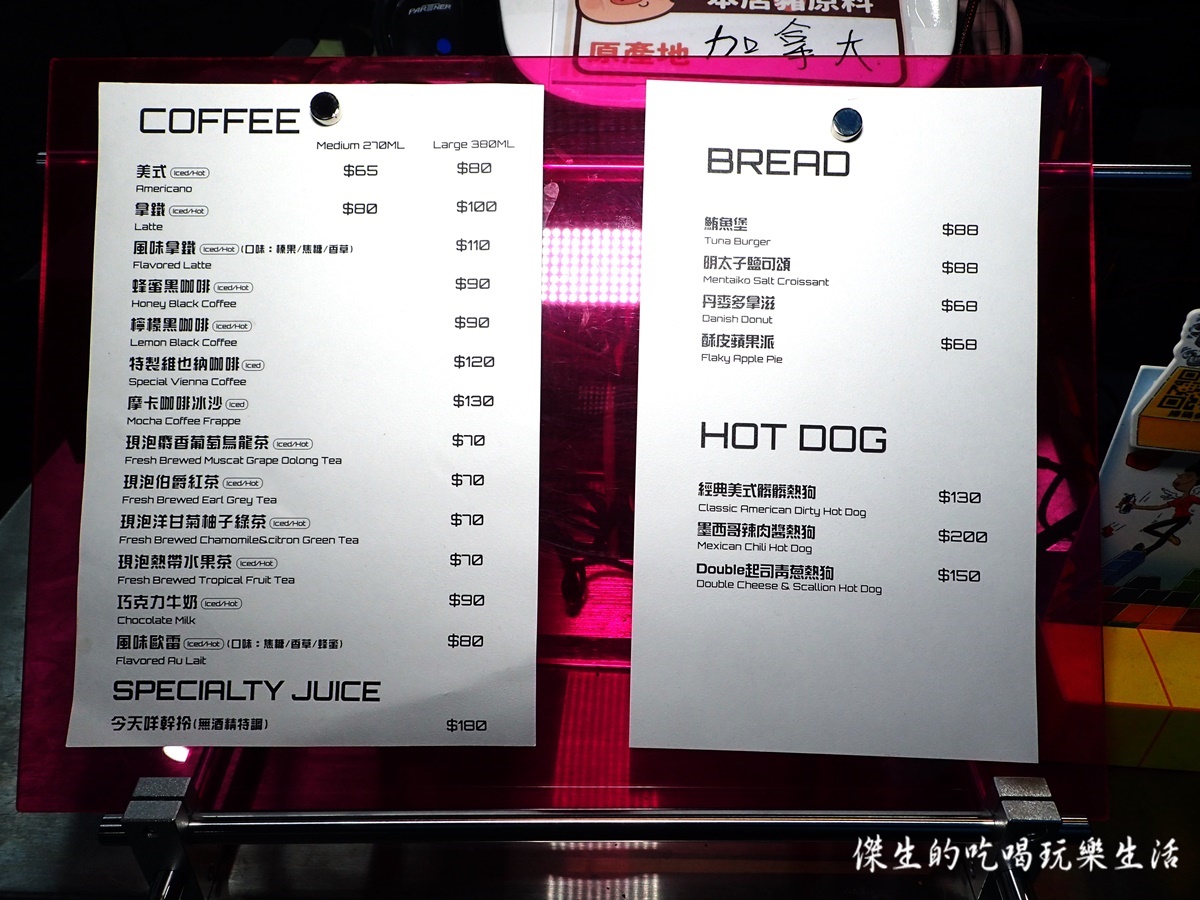 PARTNER
本店豬原料
原產地 加拿大
COFFEE
Medium 270ML Large 380ML
美式 Iced/Hot $65 $80
Americano
拿鐵 Iced/Hot $80 $100
Latte
風味拿鐵 Iced/Hot (口味：榛果/焦糖/香草) $110
Flavored Latte
蜂蜜黑咖啡 Iced/Hot $90
Honey Black Coffee
檸檬黑咖啡 Iced/Hot $90
Lemon Black Coffee
特製維也納咖啡 Iced $120
Special Vienna Coffee
摩卡咖啡冰沙 Iced $130
Mocha Coffee Frappe
現泡麝香葡萄烏龍茶 Iced/Hot $70
Fresh Brewed Muscat Grape Oolong Tea
現泡伯爵紅茶 Iced/Hot $70
Fresh Brewed Earl Grey Tea
現泡洋甘菊柚子綠茶 Iced/Hot $70
Fresh Brewed Chamomile&citron Green Tea
現泡熱帶水果茶 Iced/Hot $70
Fresh Brewed Tropical Fruit Tea
巧克力牛奶 Iced/Hot $90
Chocolate Milk
風味歐雷 Iced/Hot (口味：焦糖/香草/蜂蜜) $80
Flavored Au Lait
SPECIALTY JUICE
今天咩幹拎(無酒精特調) $180
BREAD
鮪魚堡 $88
Tuna Burger
明太子鹽可頌 $88
Mentaiko Salt Croissant
丹麥多拿滋 $68
Danish Donut
酥皮蘋果派 $68
Flaky Apple Pie
HOT DOG
經典美式髒髒熱狗 $130
Classic American Dirty Hot Dog
墨西哥辣肉醬熱狗 $200
Mexican Chili Hot Dog
Double起司青蔥熱狗 $150
Double Cheese & Scallion Hot Dog
傑生的吃喝玩樂生活